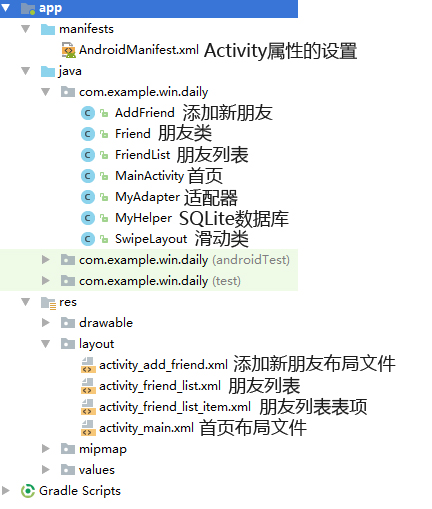 app
manifests
AndroidManifest.xml Activity属性的设置
java
com.example.win.daily
AddFriend 添加新朋友
Friend 朋友类
FriendList 朋友列表
MainActivity 首页
MyAdapter 适配器
MyHelper SQLite数据库
SwipeLayout 滑动类
com.example.win.daily (androidTest)
com.example.win.daily (test)
res
drawable
layout
activity_add_friend.xml 添加新朋友布局文件
activity_friend_list.xml 朋友列表
activity_friend_list_item.xml 朋友列表表项
activity_main.xml 首页布局文件
mipmap
values
Gradle Scripts